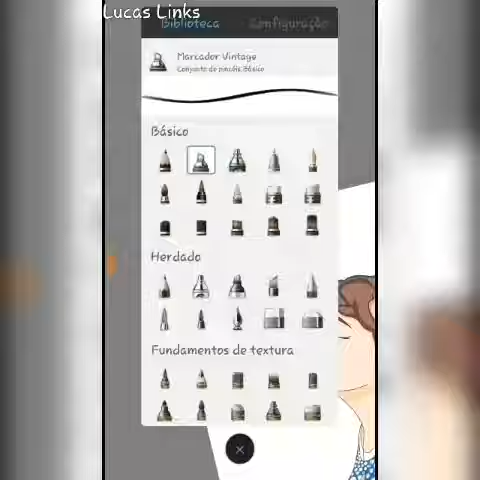 Lucas Links
Biblioteca Configuração
Marcador Vintage
Conjunto de pincéis: Básico
Básico
Herdado
Fundamentos de textura